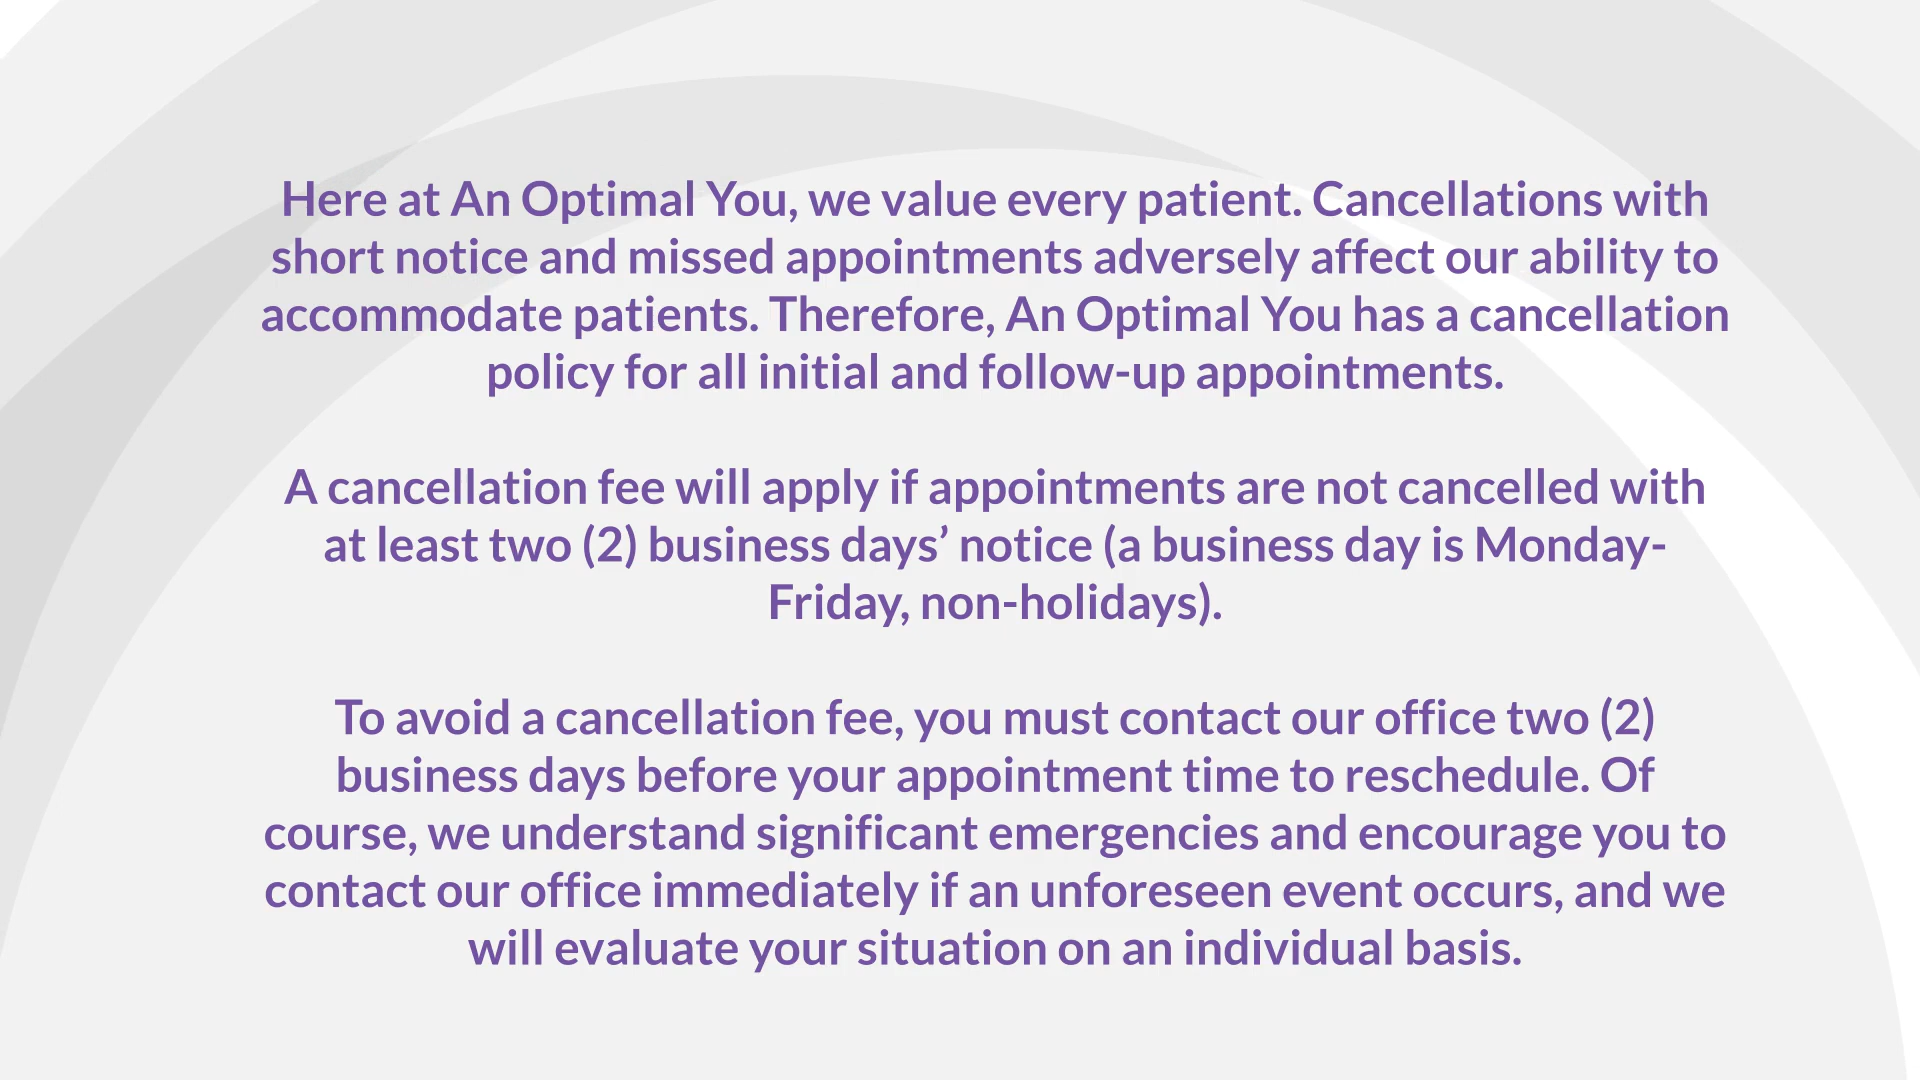 Here at An Optimal You, we value every patient. Cancellations with
short notice and missed appointments adversely affect our ability to
accommodate patients. Therefore, An Optimal You has a cancellation
policy for all initial and follow-up appointments.
A cancellation fee will apply if appointments are not cancelled with
at least two (2) business days’ notice (a business day is Monday-
Friday, non-holidays).
To avoid a cancellation fee, you must contact our office two (2)
business days before your appointment time to reschedule. Of
course, we understand significant emergencies and encourage you to
contact our office immediately if an unforeseen event occurs, and we
will evaluate your situation on an individual basis.